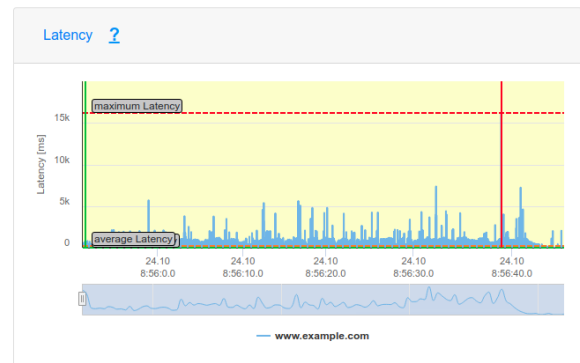 Latency ?
maximum Latency
15k
10k
5k
0
Latency [ms]
average Latency
24.10 24.10 24.10 24.10 24.10
8:56:0.0 8:56:10.0 8:56:20.0 8:56:30.0 8:56:40.0
www.example.com